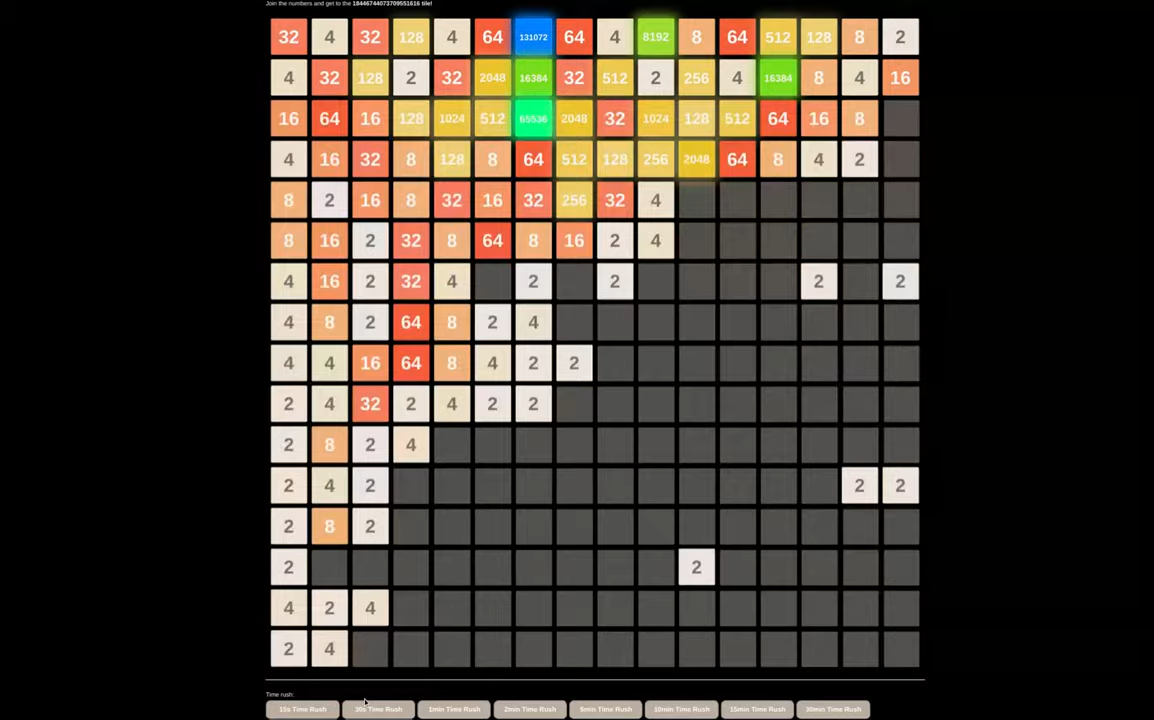 Join the numbers and get to the 18446744073709551616 tile!
32 4 32 128 4 64 131072 64 4 8192 8 64 512 128 8 2
4 32 128 2 32 2048 16384 32 512 2 256 4 16384 8 4 16
16 64 16 128 1024 512 65536 2048 32 1024 128 512 64 16 8
4 16 32 8 128 8 64 512 128 256 2048 64 8 4 2
8 2 16 8 32 16 32 256 32 4
8 16 2 32 8 64 8 16 2 4
4 16 2 32 4 2 2 2 2
4 8 2 64 8 2 4
4 4 16 64 8 4 2 2
2 4 32 2 4 2 2
2 8 2 4
2 4 2 2 2
2 8 2
2 2
4 2 4
2 4
Time rush:
15s Time Rush 30s Time Rush 1min Time Rush 2min Time Rush 5min Time Rush 10min Time Rush 15min Time Rush 30min Time Rush